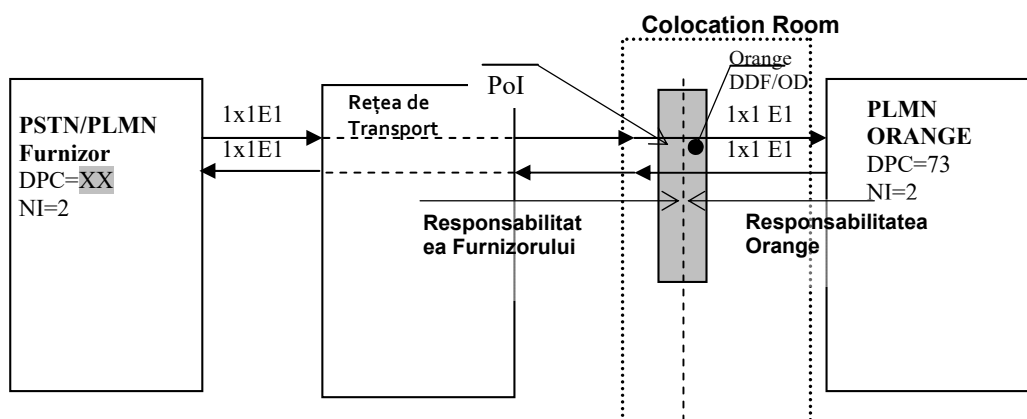 Colocation Room
Orange
DDF/OD
PoI
PSTN/PLMN
Furnizor
DPC=XX
NI=2
1x1E1
1x1E1
Rețea de
Transport
1x1 E1
1x1 E1
PLMN
ORANGE
DPC=73
NI=2
Responsabilitat
ea Furnizorului
Responsabilitatea
Orange